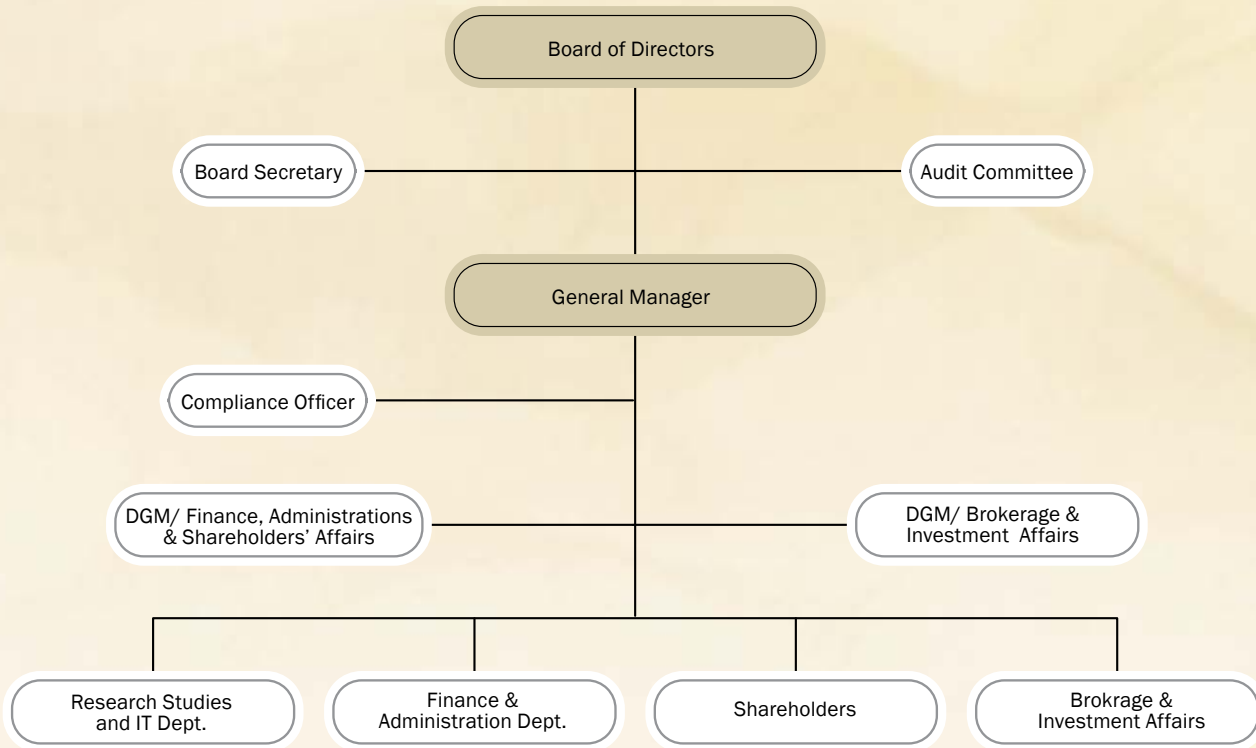 Board of Directors
Board Secretary
Audit Committee
General Manager
Compliance Officer
DGM/ Finance, Administrations
& Shareholders’ Affairs
DGM/ Brokerage &
Investment Affairs
Research Studies
and IT Dept.
Finance &
Administration Dept.
Shareholders
Brokrage &
Investment Affairs